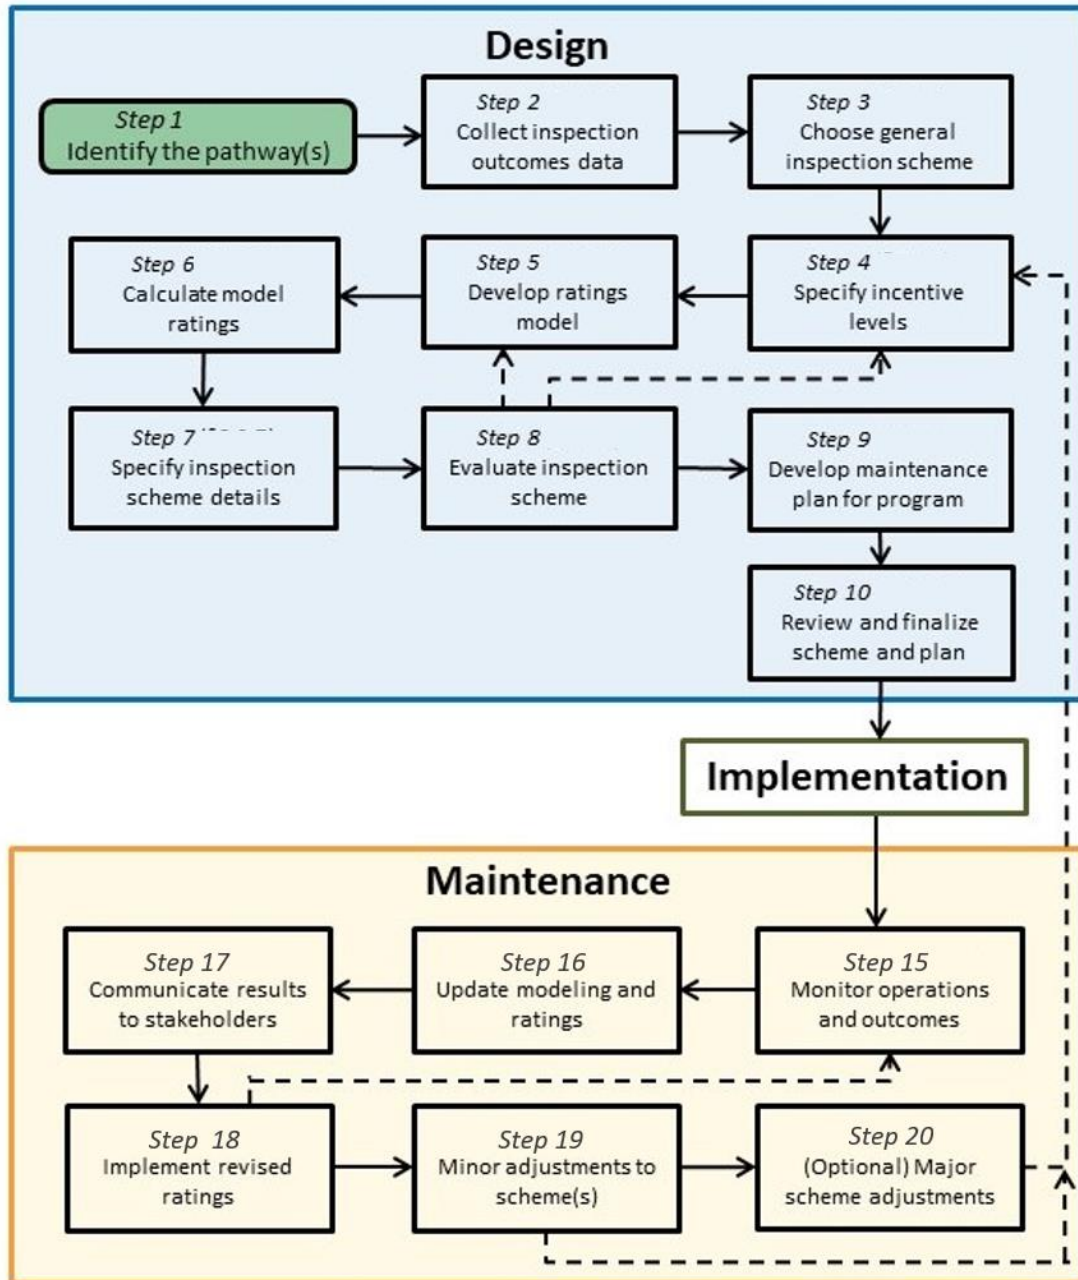 Design
Step 1
Identify the pathway(s)
Step 2
Collect inspection
outcomes data
Step 3
Choose general
inspection scheme
Step 4
Specify incentive
levels
Step 5
Develop ratings
model
Step 6
Calculate model
ratings
Step 7
Specify inspection
scheme details
Step 8
Evaluate inspection
scheme
Step 9
Develop maintenance
plan for program
Step 10
Review and finalize
scheme and plan
Implementation
Maintenance
Step 15
Monitor operations
and outcomes
Step 16
Update modeling and
ratings
Step 17
Communicate results
to stakeholders
Step 18
Implement revised
ratings
Step 19
Minor adjustments to
scheme(s)
Step 20
(Optional) Major
scheme adjustments